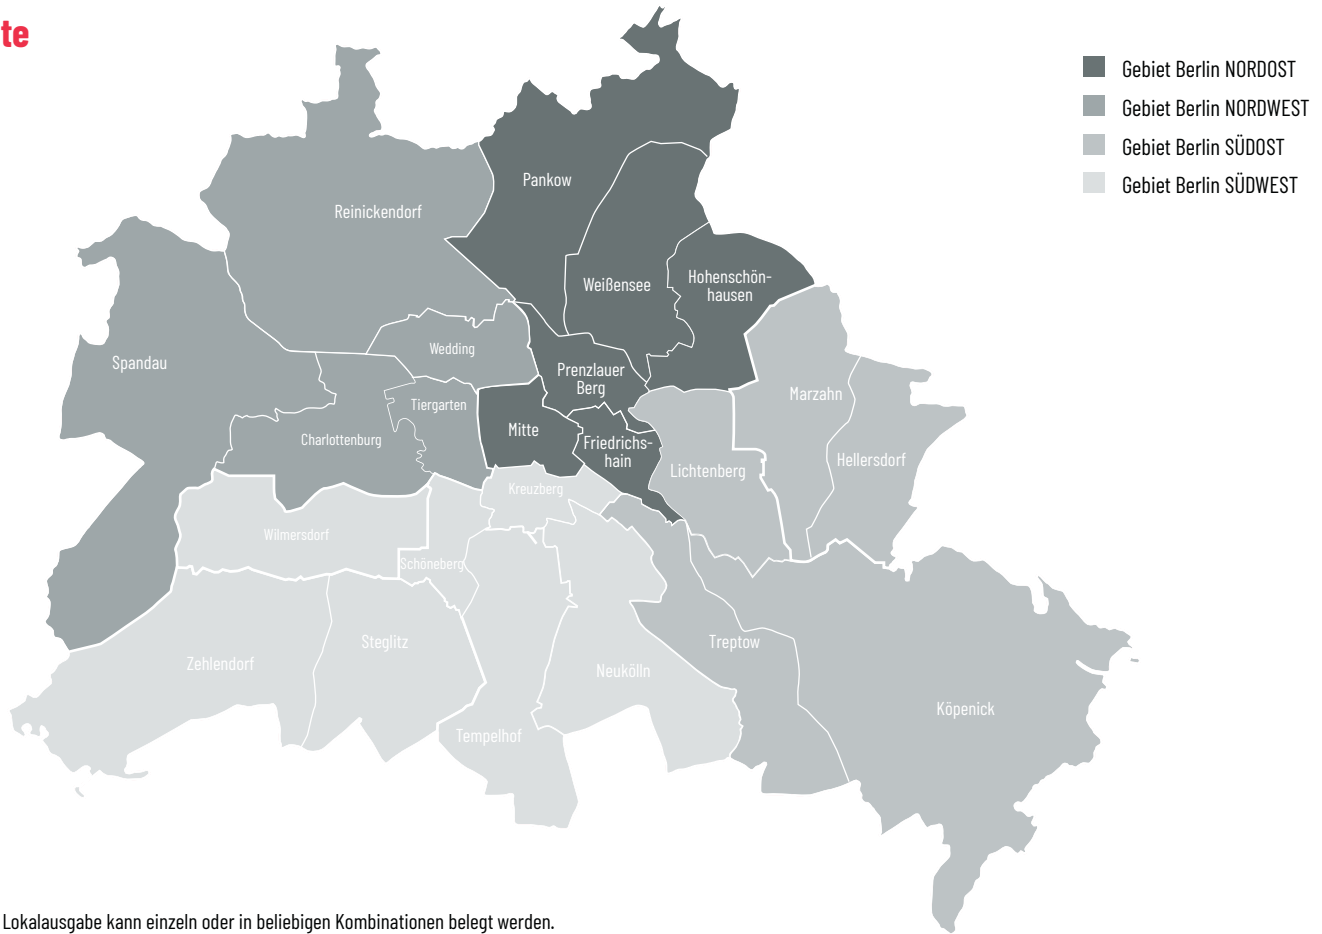 te
Gebiet Berlin NORDOST
Gebiet Berlin NORDWEST
Gebiet Berlin SÜDOST
Gebiet Berlin SÜDWEST
Pankow
Reinickendorf
Weißensee
Hohenschön-
hausen
Wedding
Spandau
Prenzlauer
Berg
Marzahn
Tiergarten
Mitte
Charlottenburg
Friedrichs-
hain
Hellersdorf
Lichtenberg
Kreuzberg
Wilmersdorf
Schöneberg
Steglitz
Treptow
Zehlendorf
Neukölln
Köpenick
Tempelhof
Lokalausgabe kann einzeln oder in beliebigen Kombinationen belegt werden.